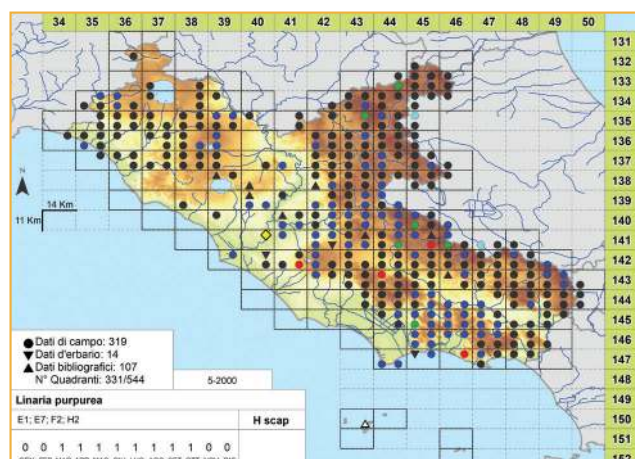 34 35 36 37 38 39 40 41 42 43 44 45 46 47 48 49 50
131
132
133
134
135
136
137
138
139
140
141
142
143
144
145
146
147
148
149
150
151
N
14 Km
11 Km
Dati di campo: 319
Dati d'erbario: 14
Dati bibliografici: 107
N° Quadranti: 331/544
5-2000
Linaria purpurea
E1; E7; F2; H2 H scap
0 0 1 1 1 1 1 1 1 1 1 0 0